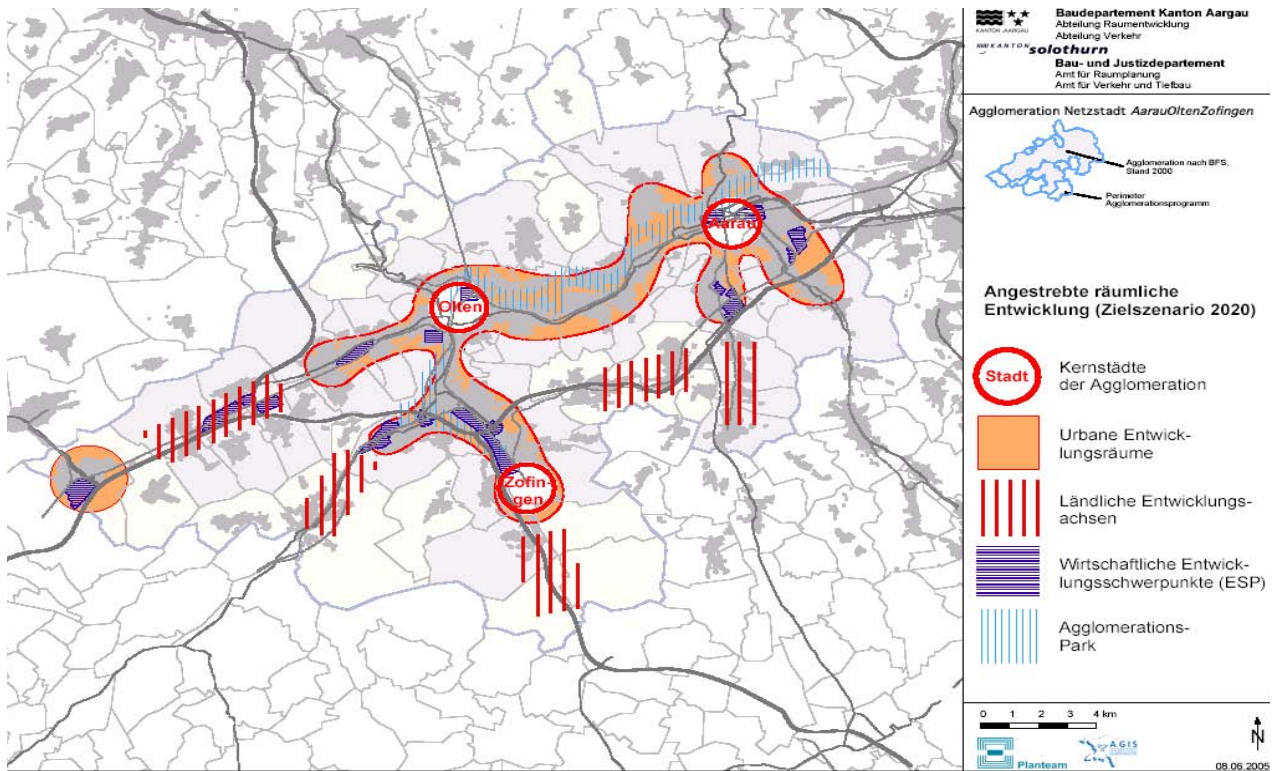 Aarau
Olten
Zofin-
gen
KANTON AARGAU
Baudepartement Kanton Aargau
Abteilung Raumentwicklung
Abteilung Verkehr
KANTON solothurn
Bau- und Justizdepartement
Amt für Raumplanung
Amt für Verkehr und Tiefbau
Agglomeration Netzstadt AarauOltenZofingen
Agglomeration nach BFS,
Stand 2000
Perimeter
Agglomerationsprogramm
Angestrebte räumliche
Entwicklung (Zielszenario 2020)
Stadt
Kernstädte
der Agglomeration
Urbane Entwick-
lungsräume
Ländliche Entwicklungs-
achsen
Wirtschaftliche Entwick-
lungsschwerpunkte (ESP)
Agglomerations-
Park
0 1 2 3 4 km
N
Planteam
AGIS
08.06.2005